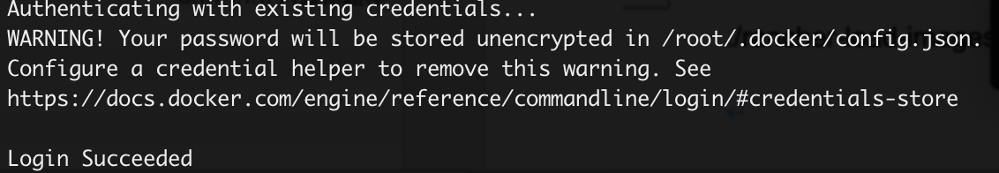 Authenticating with existing credentials...
WARNING! Your password will be stored unencrypted in /root/.docker/config.json.
Configure a credential helper to remove this warning. See
https://docs.docker.com/engine/reference/commandline/login/#credentials-store
Login Succeeded